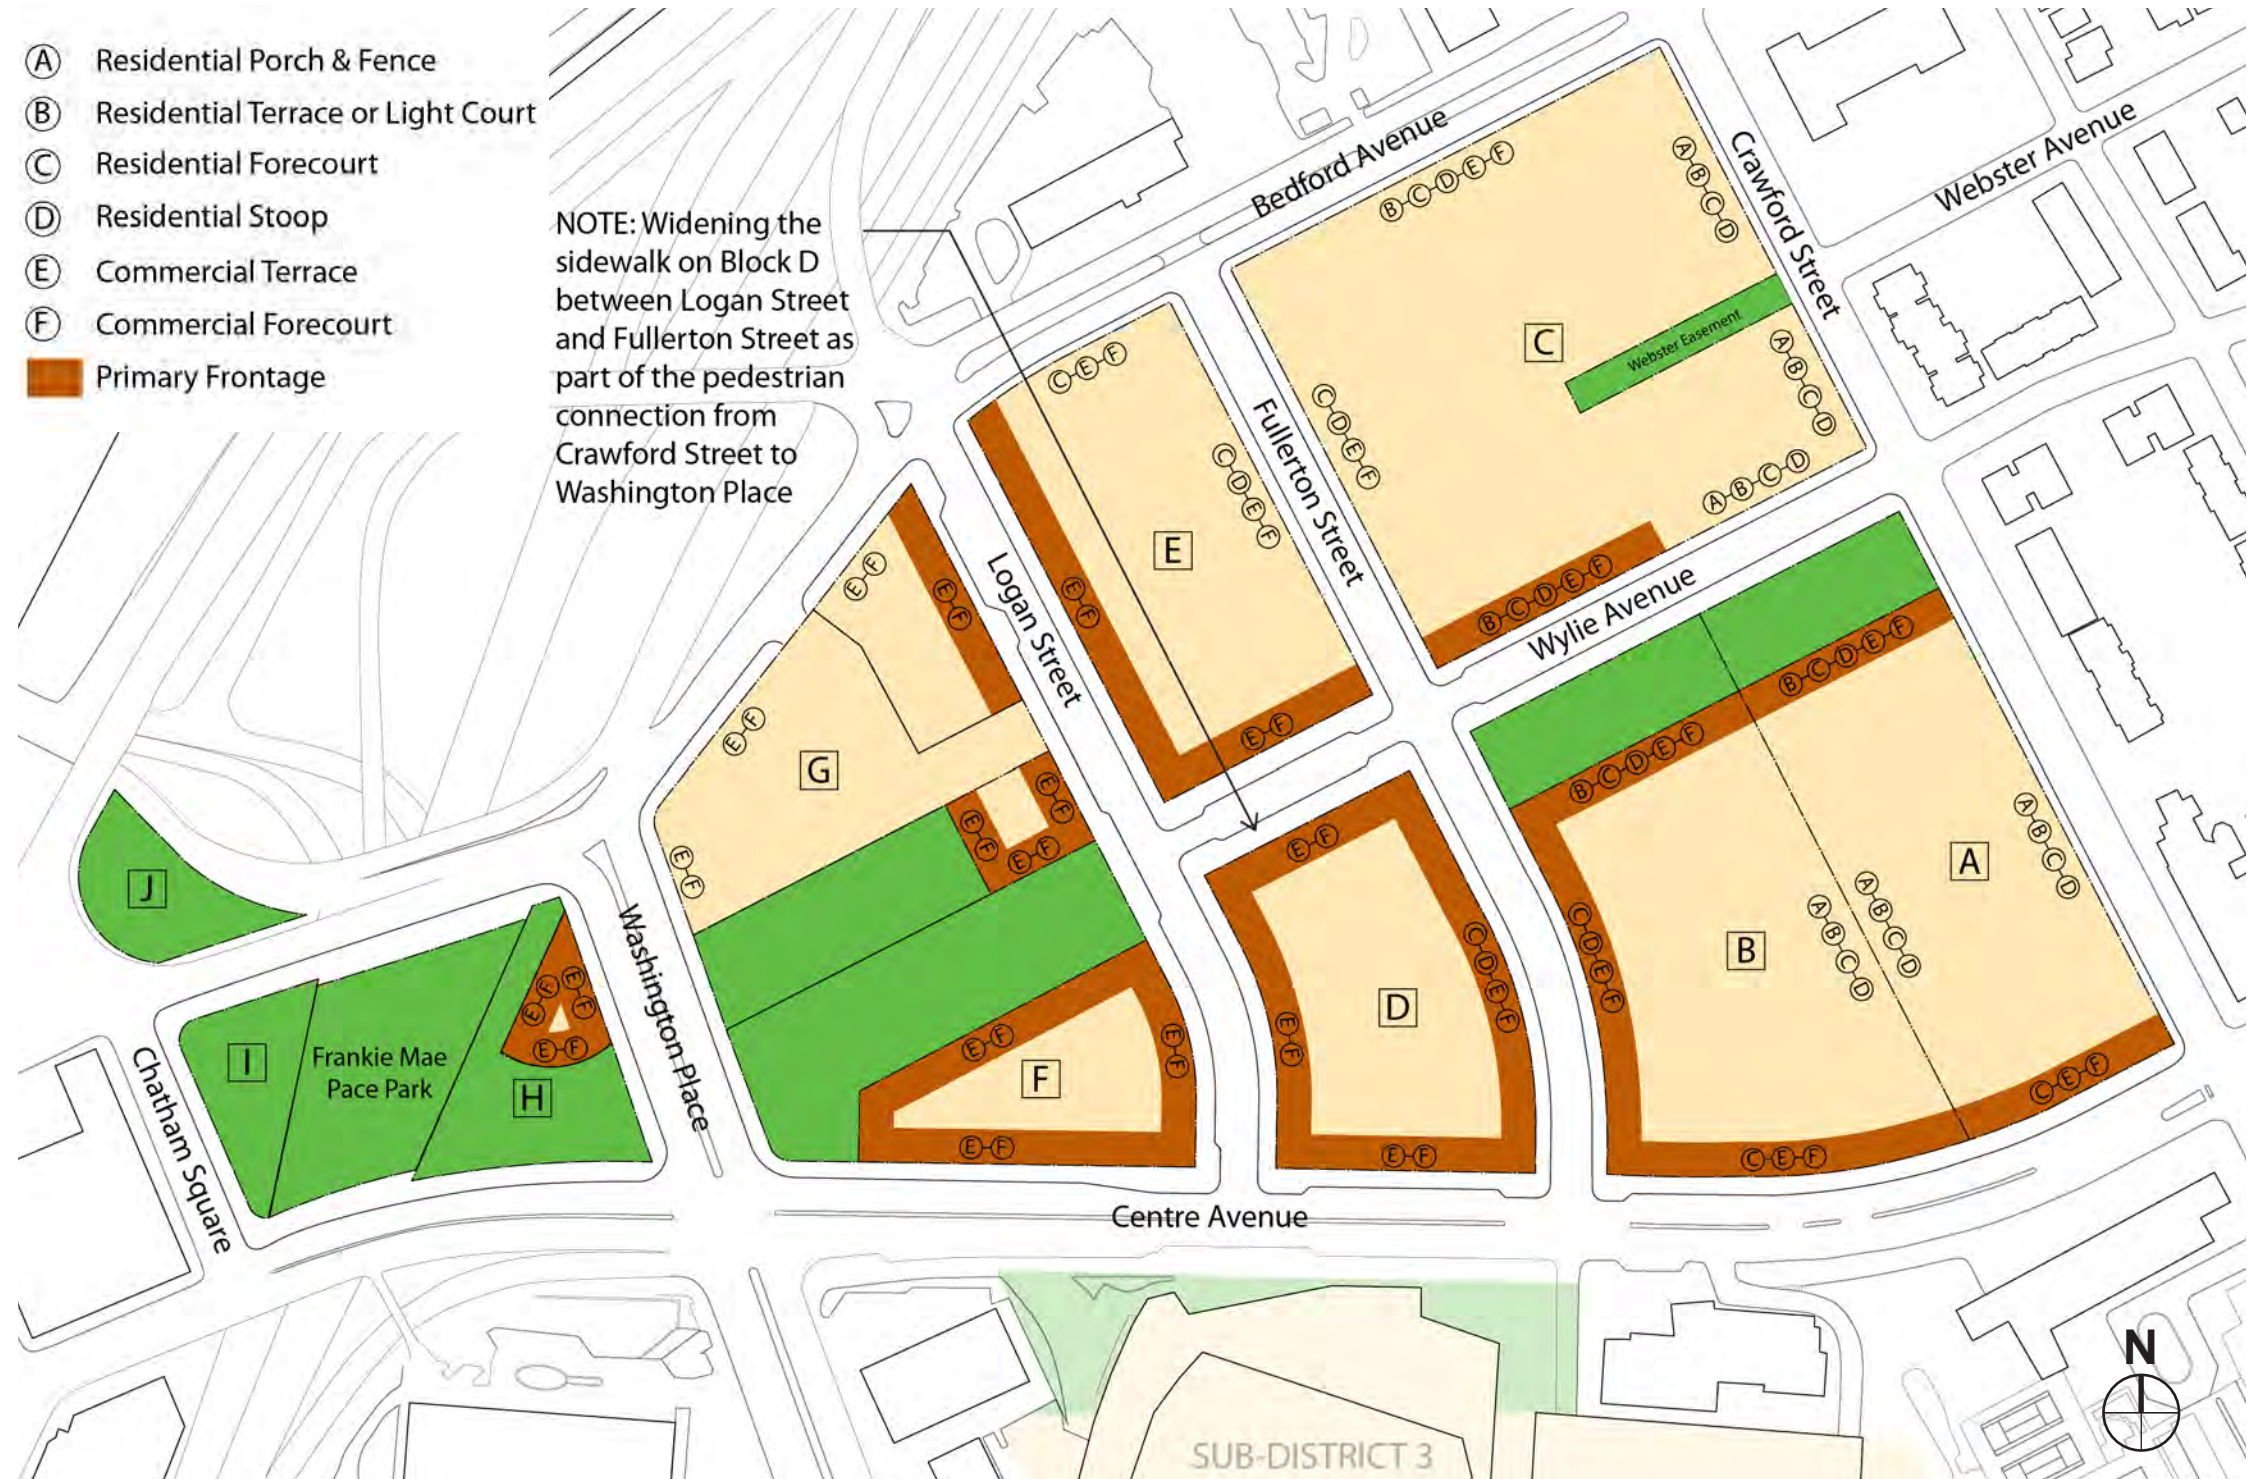 A Residential Porch & Fence
B Residential Terrace or Light Court
C Residential Forecourt
D Residential Stoop
E Commercial Terrace
F Commercial Forecourt
Primary Frontage
NOTE: Widening the
sidewalk on Block D
between Logan Street
and Fullerton Street as
part of the pedestrian
connection from
Crawford Street to
Washington Place
Bedford Avenue
Crawford Street
Webster Avenue
B-C-D-E-F
A-B-C-D
C
Webster Easement
A-B-C-D
C-D-E-F
A-B-C-D
B-C-D-E-F
Fullerton Street
Wylie Avenue
C-E-F
C-D-E-F
E
E-F
E-F
Logan Street
E-F
E-F
E-F
G
E-F
E-F
E-F
E-F
B-C-D-E-F
B-C-D-E-F
A
A-B-C-D
A-B-C-D
A-B-C-D
B
C-D-E-F
C-E-F
C-E-F
E-F
C-D-E-F
D
E-F
E-F
E-F
E-F
F
E-F
J
Washington Place
E-F
E-F
E-F
H
I
Frankie Mae
Pace Park
Chatham Square
Centre Avenue
SUB-DISTRICT 3
N